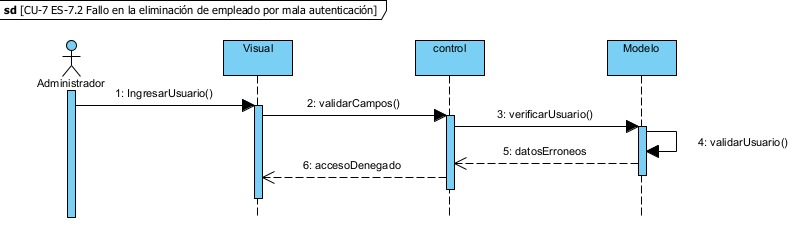 sd [CU-7 ES-7.2 Fallo en la eliminación de empleado por mala autenticación]
Visual
control
Modelo
Administrador
1: IngresarUsuario()
2: validarCampos()
3: verificarUsuario()
4: validarUsuario()
5: datosErroneos
6: accesoDenegado